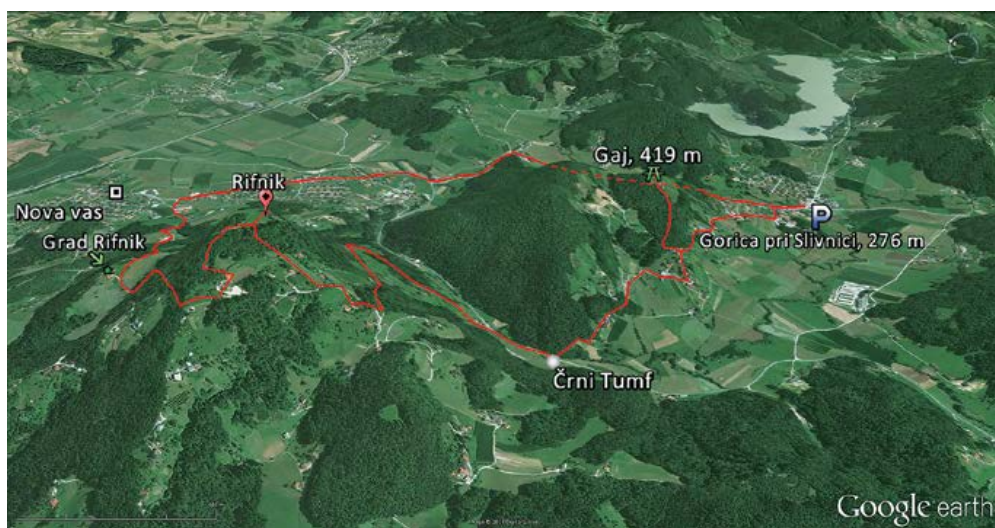 Gaj, 419 m
Rifnik
Nova vas
P
Grad Rifnik
Gorica pri Slivnici, 276 m
Črni Tumf
Google earth